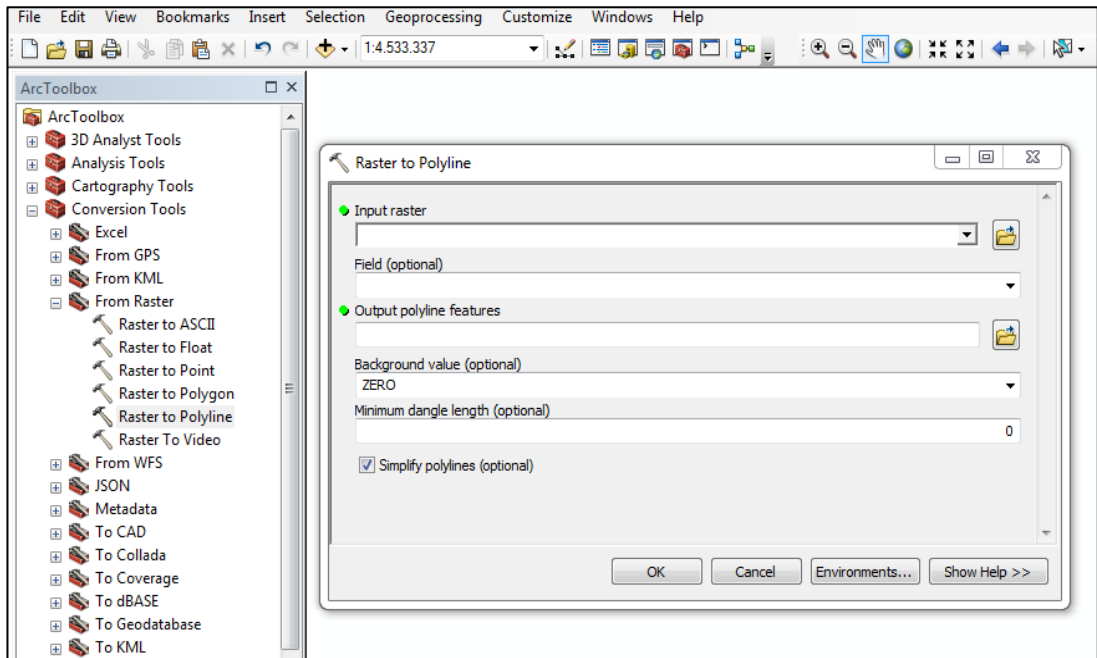 File Edit View Bookmarks Insert Selection Geoprocessing Customize Windows Help
1:4.533.337
ArcToolbox
ArcToolbox
3D Analyst Tools
Analysis Tools
Cartography Tools
Conversion Tools
Excel
From GPS
From KML
From Raster
Raster to ASCII
Raster to Float
Raster to Point
Raster to Polygon
Raster to Polyline
Raster To Video
From WFS
JSON
Metadata
To CAD
To Collada
To Coverage
To dBASE
To Geodatabase
To KML
Raster to Polyline
Input raster
Field (optional)
Output polyline features
Background value (optional)
ZERO
Minimum dangle length (optional)
0
Simplify polylines (optional)
OK Cancel Environments... Show Help >>